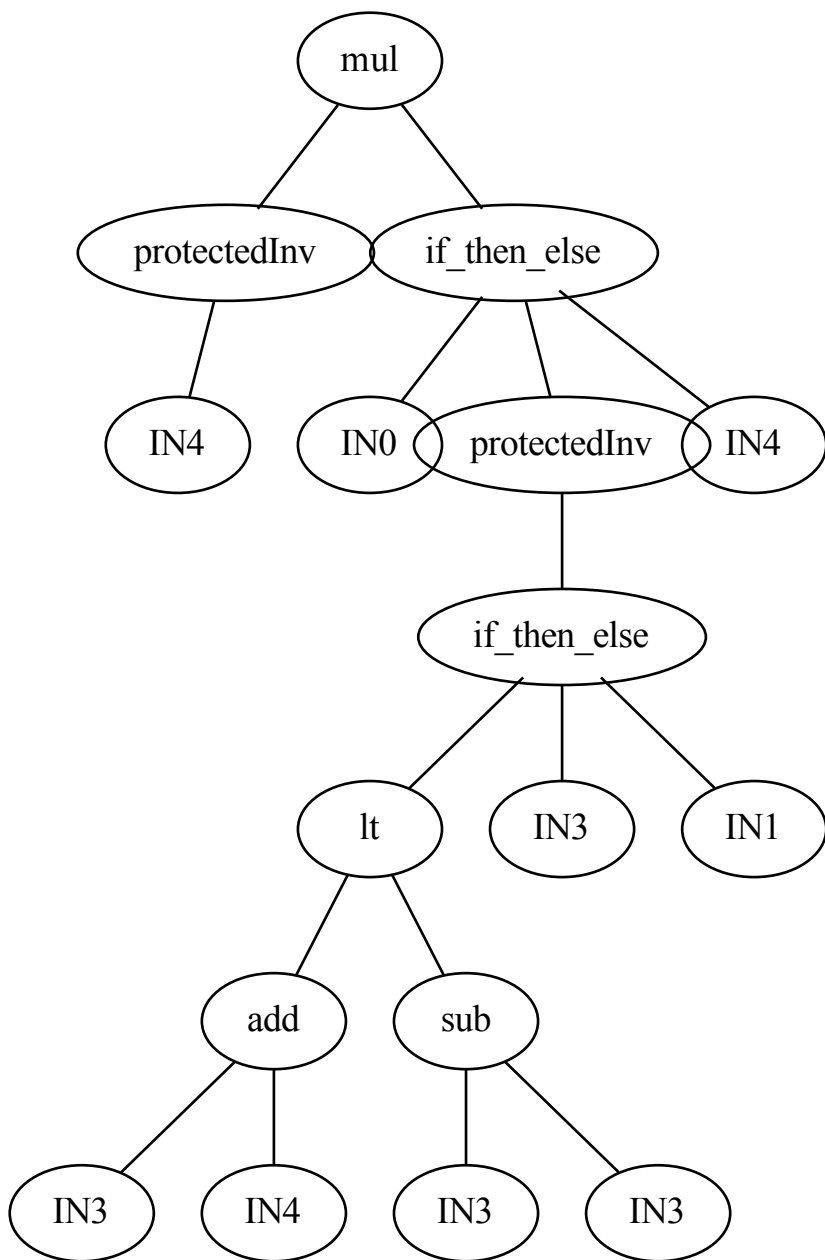 mul
protectedInv if_then_else
IN4 IN0 protectedInv IN4
if_then_else
lt IN3 IN1
add sub
IN3 IN4 IN3 IN3